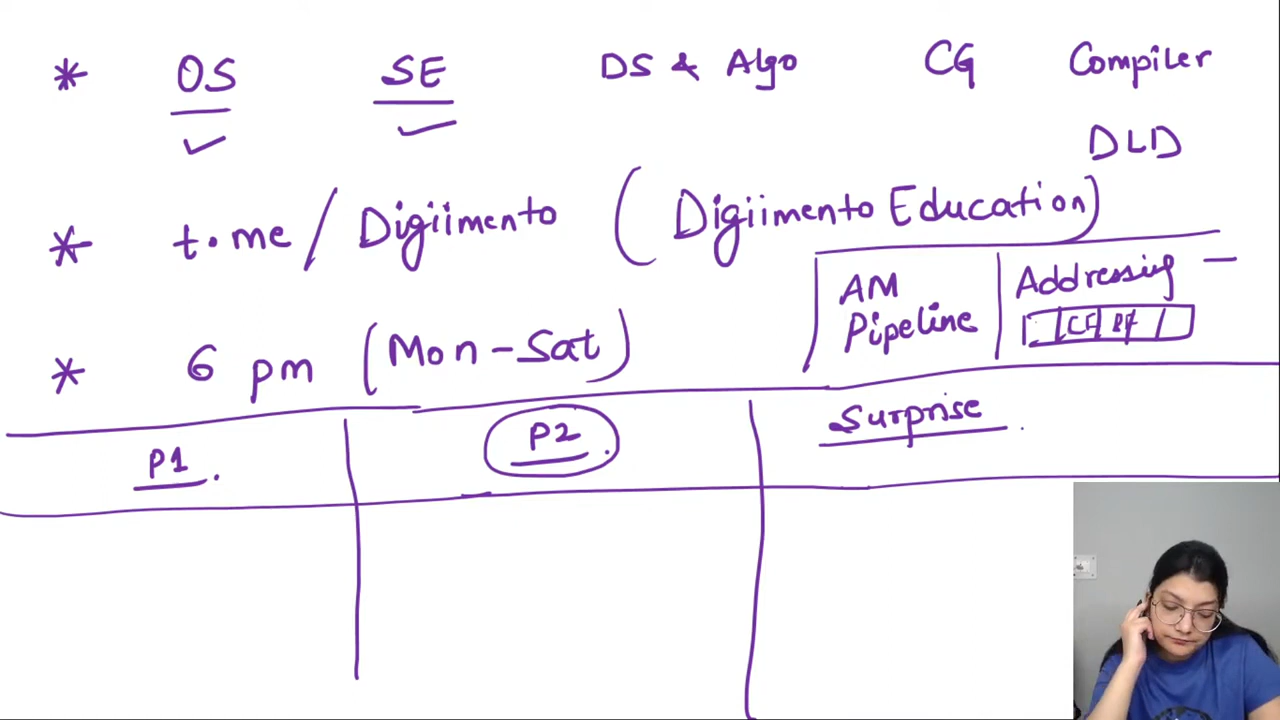 * OS SE DS & Algo CG Compiler
DLD
* t.me / Digiimento ( Digiimento Education )
AM Pipeline
Addressing -
* 6 pm (Mon-Sat)
P1. P2. Surprise.